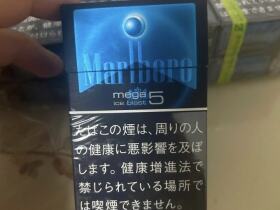 Marlboro
mega 5
ice blast
たばこの煙は、周りの人
の健康に悪影響を及ぼ
します。健康増進法で
禁じられている場所で
は喫煙できません。